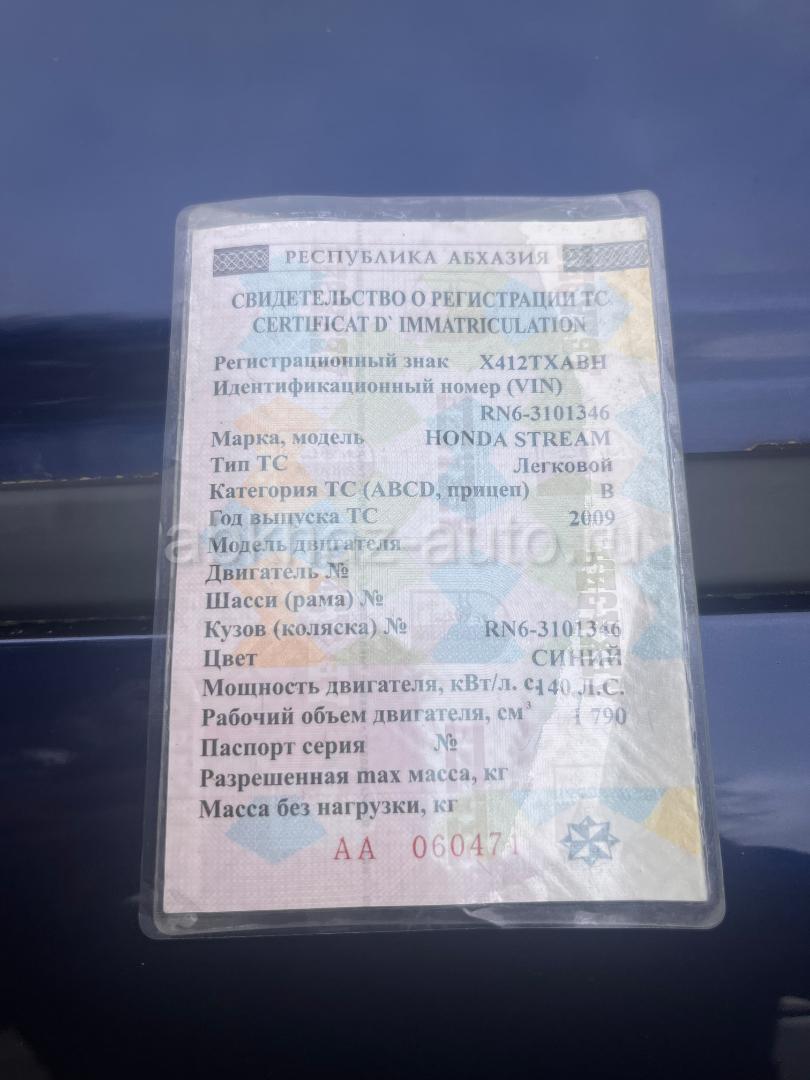 РЕСПУБЛИКА АБХАЗИЯ
СВИДЕТЕЛЬСТВО О РЕГИСТРАЦИИ ТС
CERTIFICAT D` IMMATRICULATION
Регистрационный знак Х412ТХАВН
Идентификационный номер (VIN)
RN6-3101346
Марка, модель HONDA STREAM
Тип ТС Легковой
Категория ТС (ABCD, прицеп) В
Год выпуска ТС 2009
Модель двигателя
Двигатель №
Шасси (рама) №
Кузов (коляска) № RN6-3101346
Цвет СИНИЙ
Мощность двигателя, кВт/л. с. 140 Л.С.
Рабочий объем двигателя, см³ 1 790
Паспорт серия №
Разрешенная max масса, кг
Масса без нагрузки, кг
АА 060471